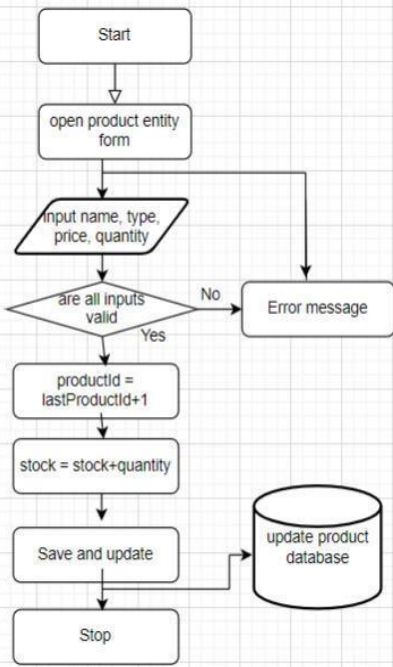 Start
open product entity
form
Input name, type,
price, quantity
are all inputs
valid
No
Error message
Yes
productId =
lastProductId+1
stock = stock+quantity
Save and update
update product
database
Stop